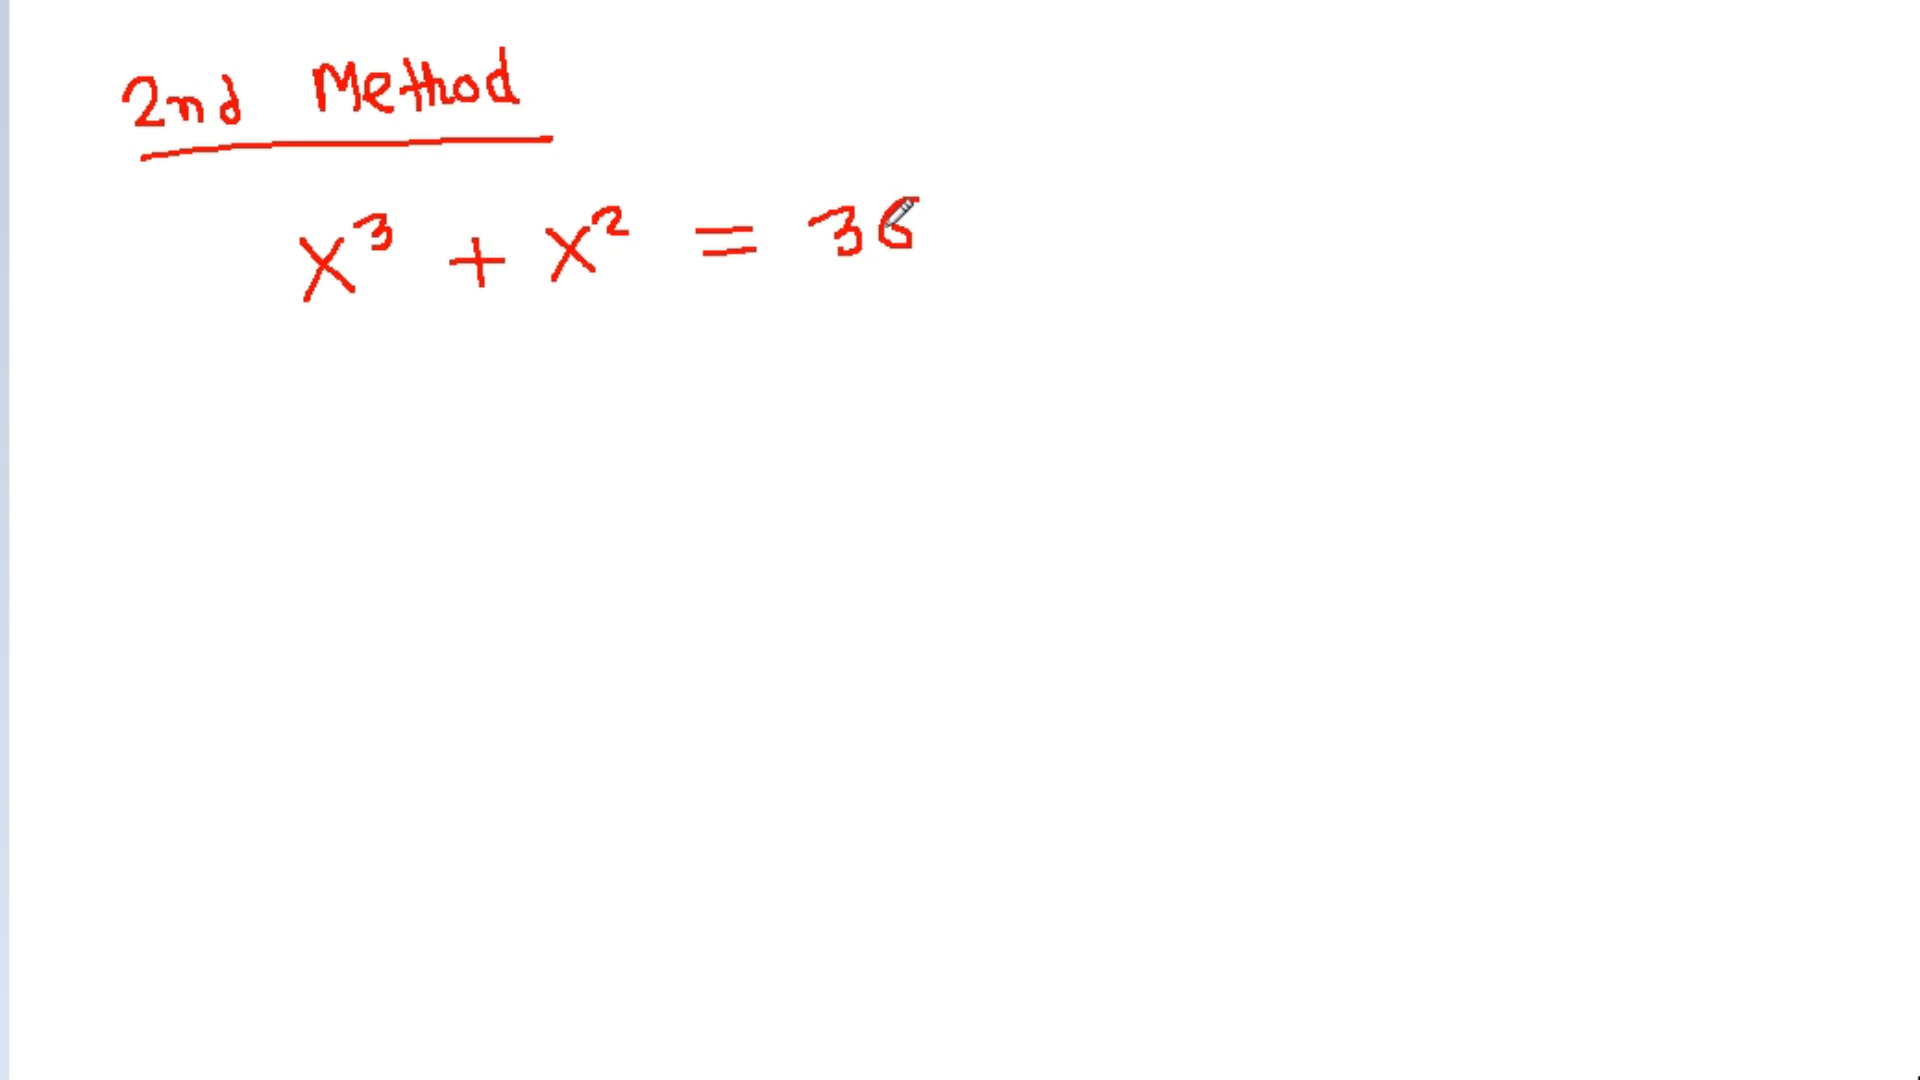 2nd Method
x³ + x² = 36